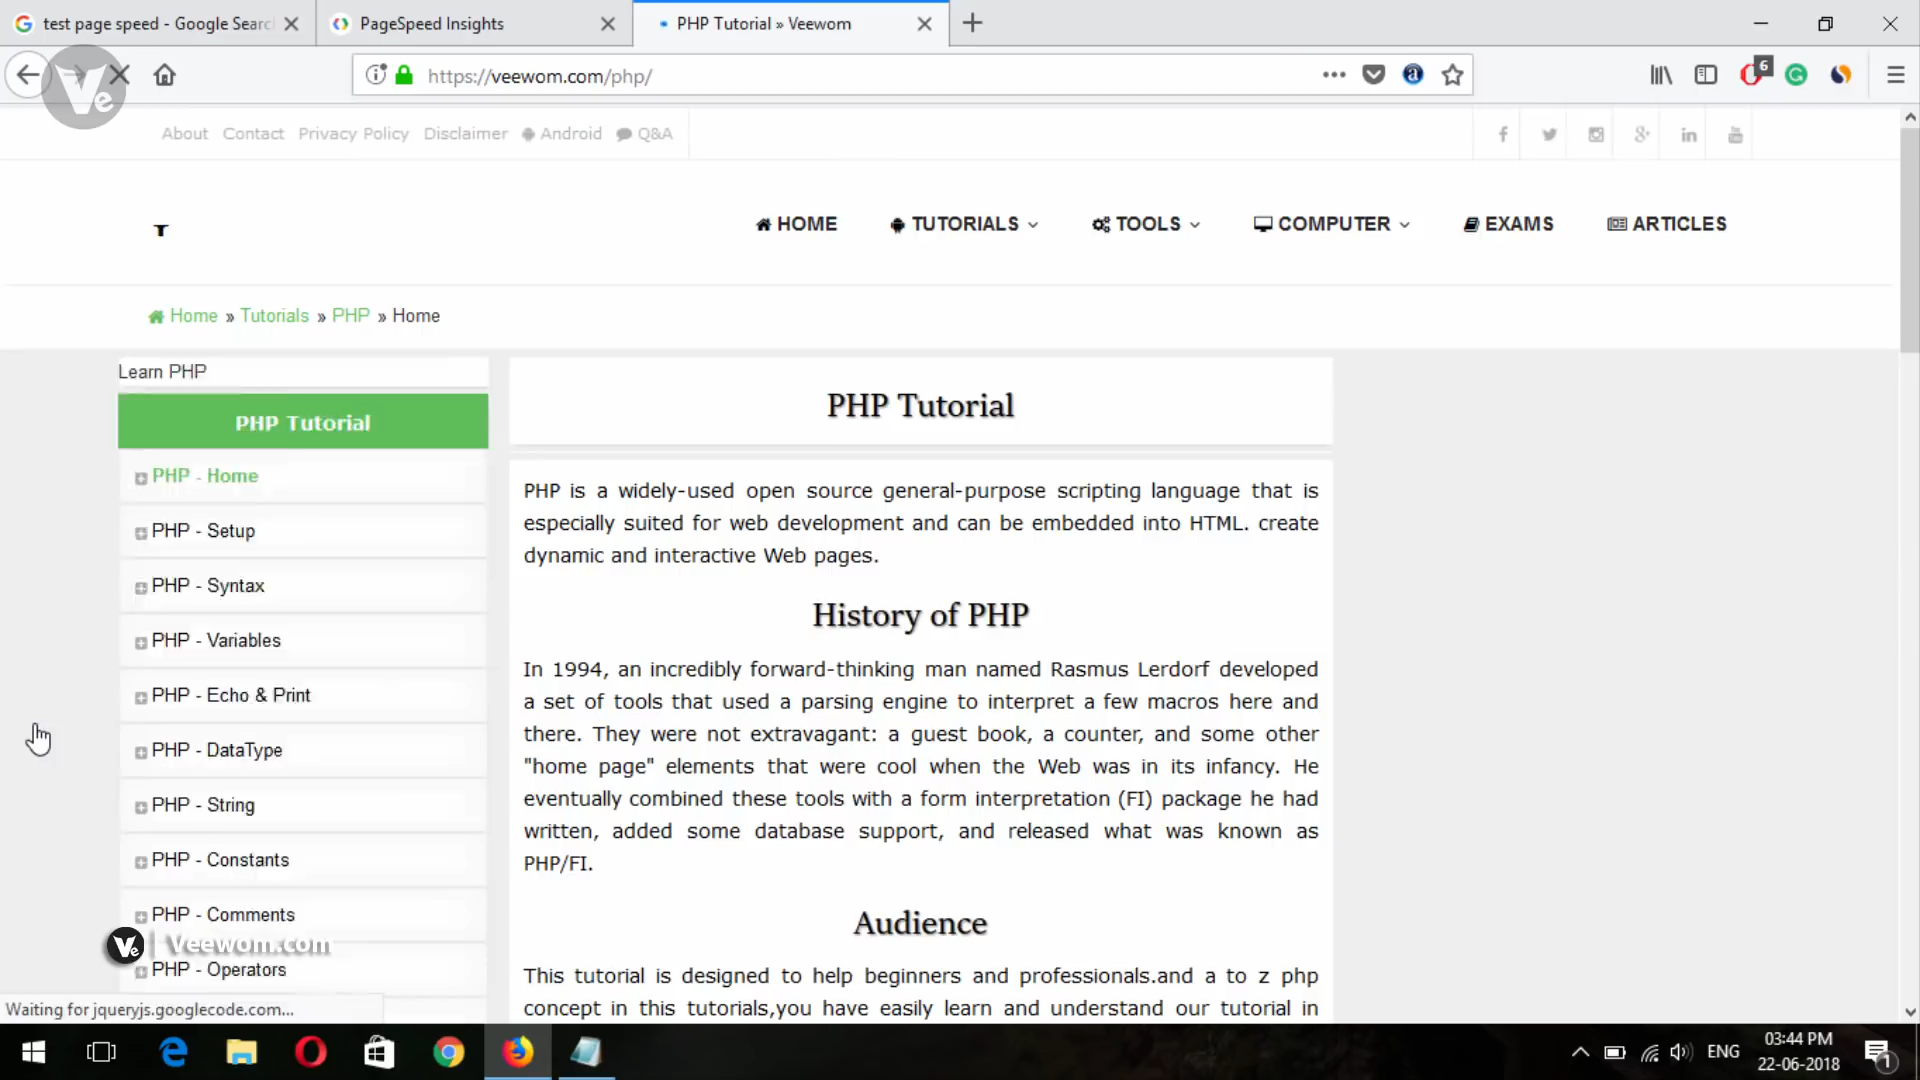 test page speed - Google Searc
PageSpeed Insights
PHP Tutorial » Veewom
https://veewom.com/php/
6
Ve
About Contact Privacy Policy Disclaimer Android Q&A
T
HOME TUTORIALS TOOLS COMPUTER EXAMS ARTICLES
Home » Tutorials » PHP » Home
Learn PHP
PHP Tutorial
PHP - Home
PHP - Setup
PHP - Syntax
PHP - Variables
PHP - Echo & Print
PHP - DataType
PHP - String
PHP - Constants
PHP - Comments
PHP - Operators
PHP Tutorial
PHP is a widely-used open source general-purpose scripting language that is
especially suited for web development and can be embedded into HTML. create
dynamic and interactive Web pages.
History of PHP
In 1994, an incredibly forward-thinking man named Rasmus Lerdorf developed
a set of tools that used a parsing engine to interpret a few macros here and
there. They were not extravagant: a guest book, a counter, and some other
"home page" elements that were cool when the Web was in its infancy. He
eventually combined these tools with a form interpretation (FI) package he had
written, added some database support, and released what was known as
PHP/FI.
Audience
This tutorial is designed to help beginners and professionals.and a to z php
concept in this tutorials,you have easily learn and understand our tutorial in
Ve | Veewom.com
Waiting for jqueryjs.googlecode.com...
ENG
03:44 PM
22-06-2018
1